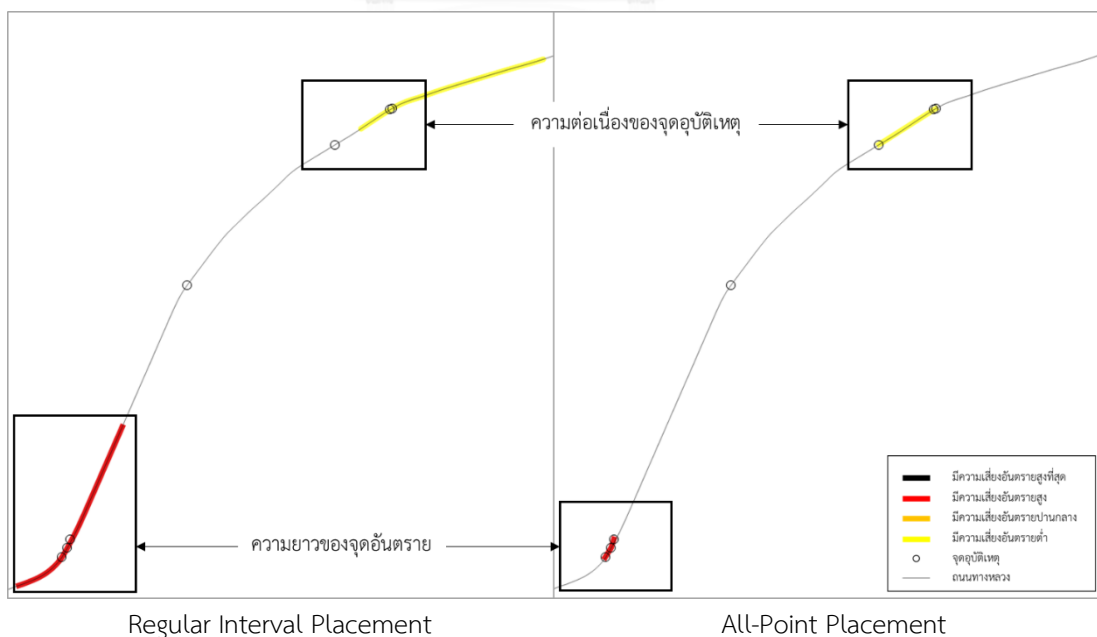 ความต่อเนื่องของจุดอุบัติเหตุ
ความยาวของจุดอันตราย
มีความเสี่ยงอันตรายสูงที่สุด
มีความเสี่ยงอันตรายสูง
มีความเสี่ยงอันตรายปานกลาง
มีความเสี่ยงอันตรายต่ำ
จุดอุบัติเหตุ
ถนนทางหลวง
Regular Interval Placement
All-Point Placement